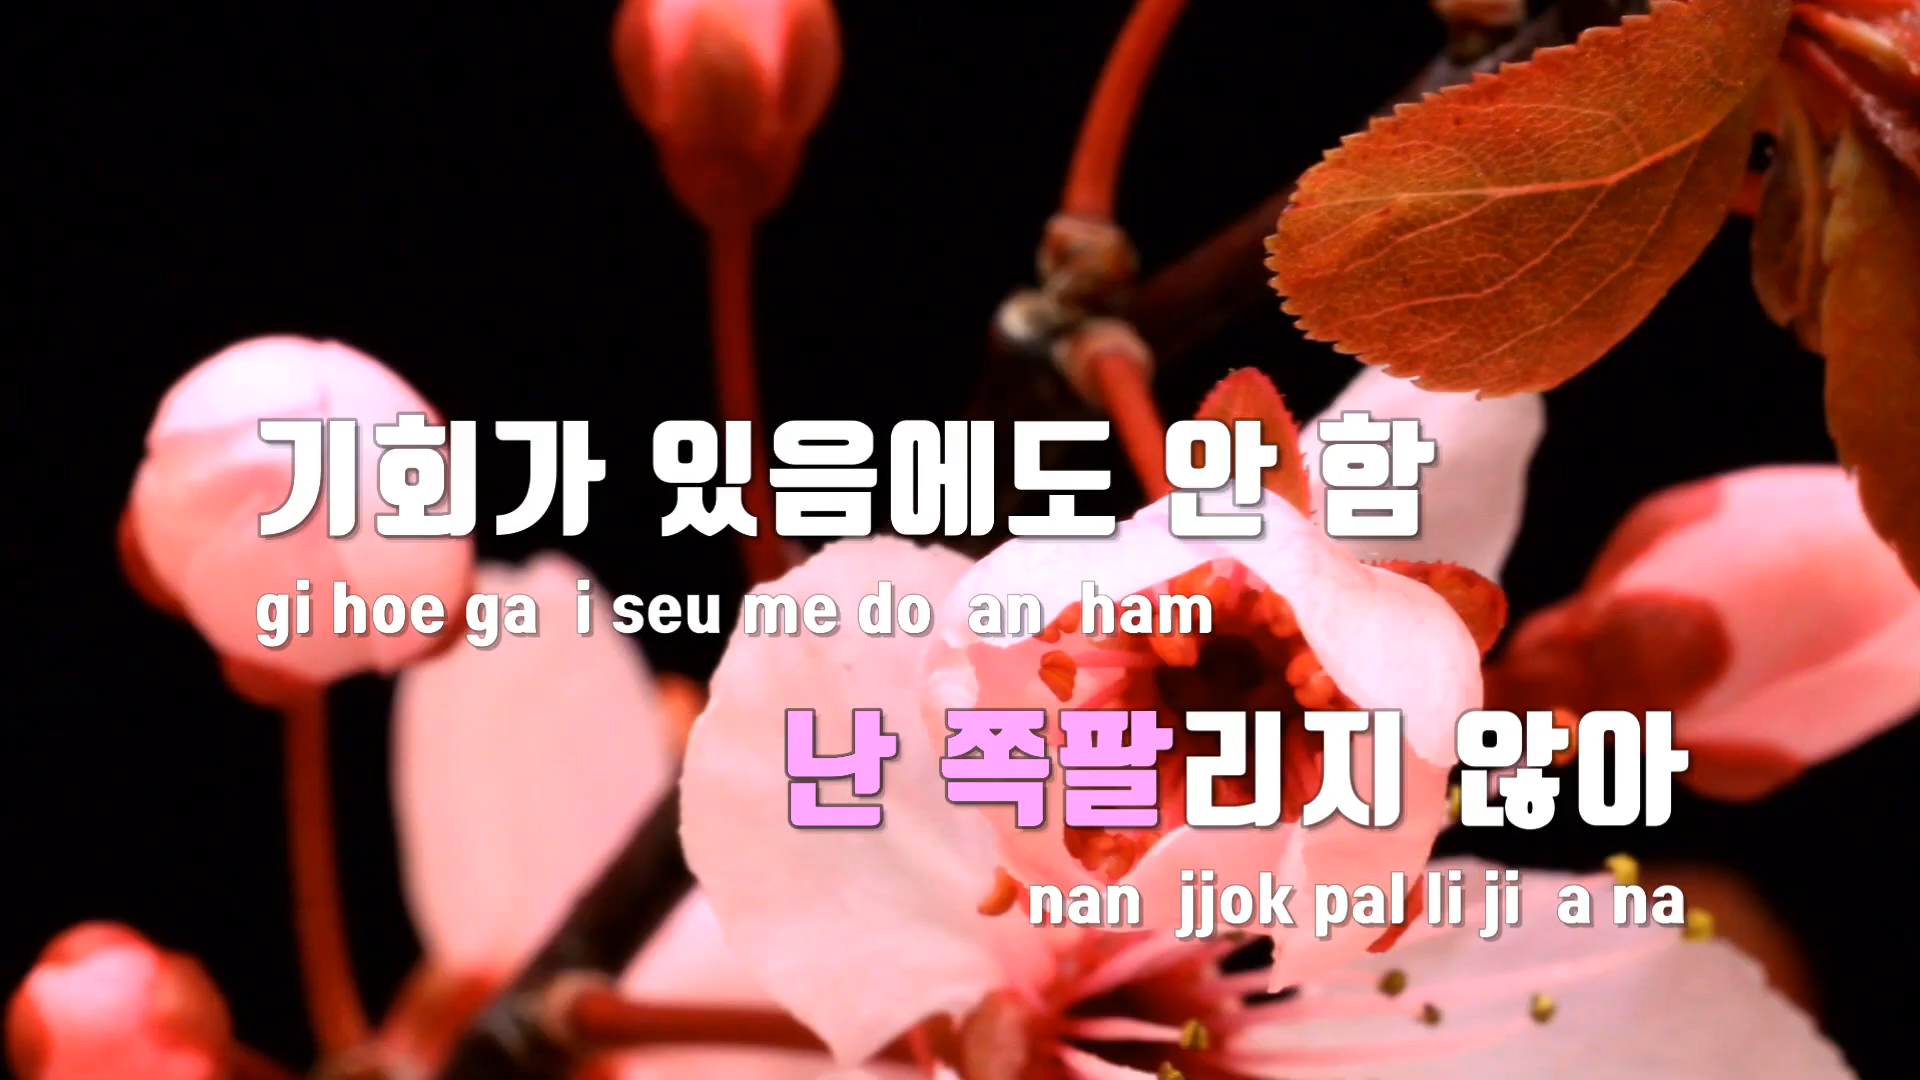 기회가 있음에도 안 함
gi hoe ga i seu me do an ham
난 쪽팔리지 않아
nan jjok pal li ji a na